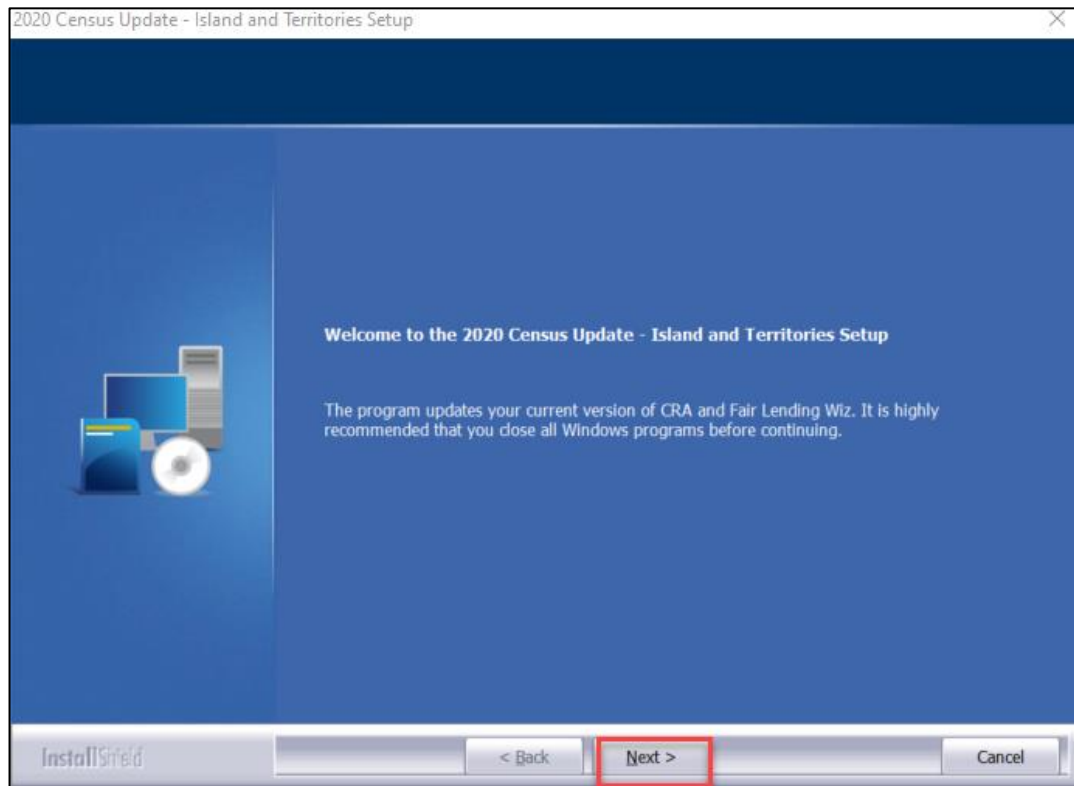 2020 Census Update - Island and Territories Setup
Welcome to the 2020 Census Update - Island and Territories Setup
The program updates your current version of CRA and Fair Lending Wiz. It is highly
recommended that you close all Windows programs before continuing.
InstallShield
< Back
Next >
Cancel